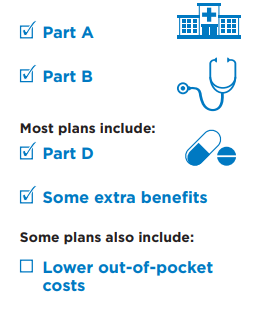 Part A
Part B
Most plans include:
Part D
Some extra benefits
Some plans also include:
Lower out-of-pocket
costs